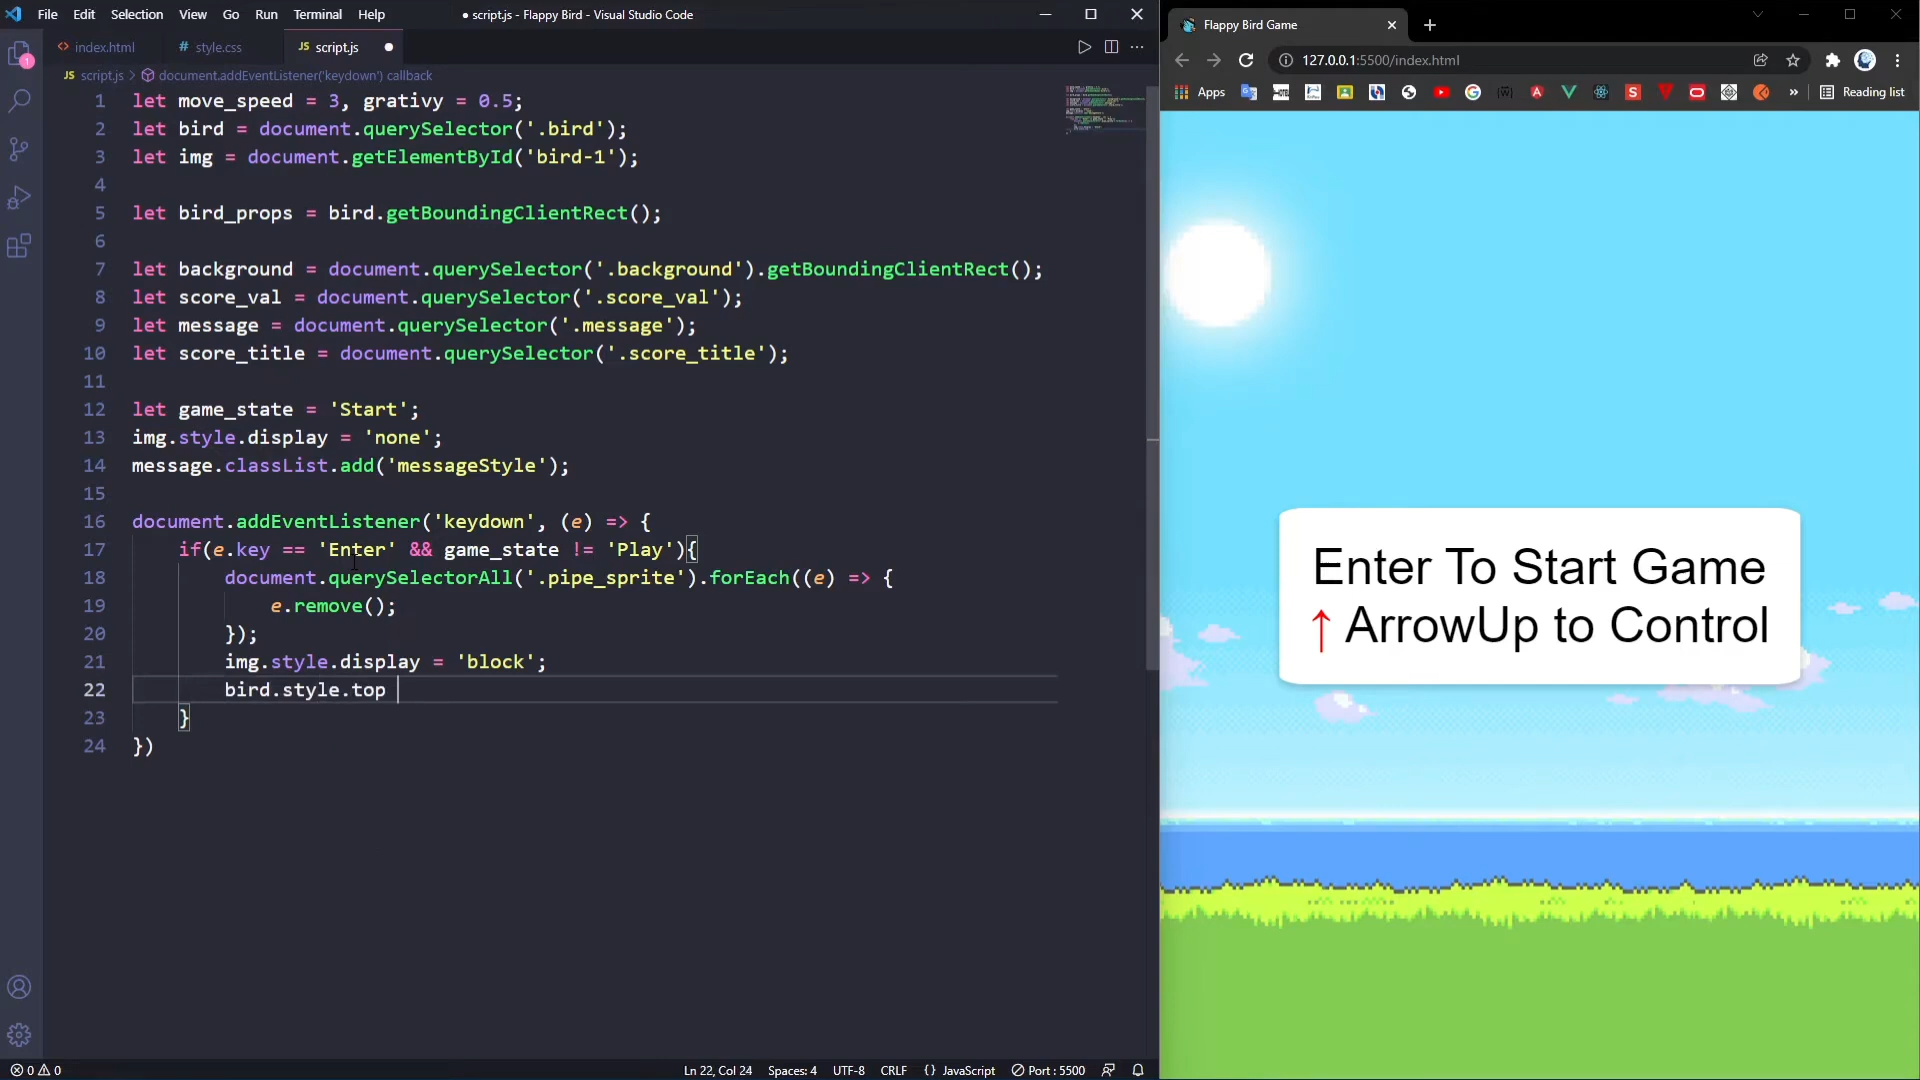 File Edit Selection View Go Run Terminal Help
● script.js - Flappy Bird - Visual Studio Code
<> index.html
# style.css
JS script.js ●
JS script.js > document.addEventListener('keydown') callback
1 let move_speed = 3, grativy = 0.5;
2 let bird = document.querySelector('.bird');
3 let img = document.getElementById('bird-1');
4
5 let bird_props = bird.getBoundingClientRect();
6
7 let background = document.querySelector('.background').getBoundingClientRect();
8 let score_val = document.querySelector('.score_val');
9 let message = document.querySelector('.message');
10 let score_title = document.querySelector('.score_title');
11
12 let game_state = 'Start';
13 img.style.display = 'none';
14 message.classList.add('messageStyle');
15
16 document.addEventListener('keydown', (e) => {
17 if(e.key == 'Enter' && game_state != 'Play'){
18 document.querySelectorAll('.pipe_sprite').forEach((e) => {
19 e.remove();
20 });
21 img.style.display = 'block';
22 bird.style.top
23 }
24 })
1
0 0
Ln 22, Col 24 Spaces: 4 UTF-8 CRLF {} JavaScript Port : 5500
Flappy Bird Game
127.0.0.1:5500/index.html
Apps
» Reading list
Enter To Start Game
↑ ArrowUp to Control